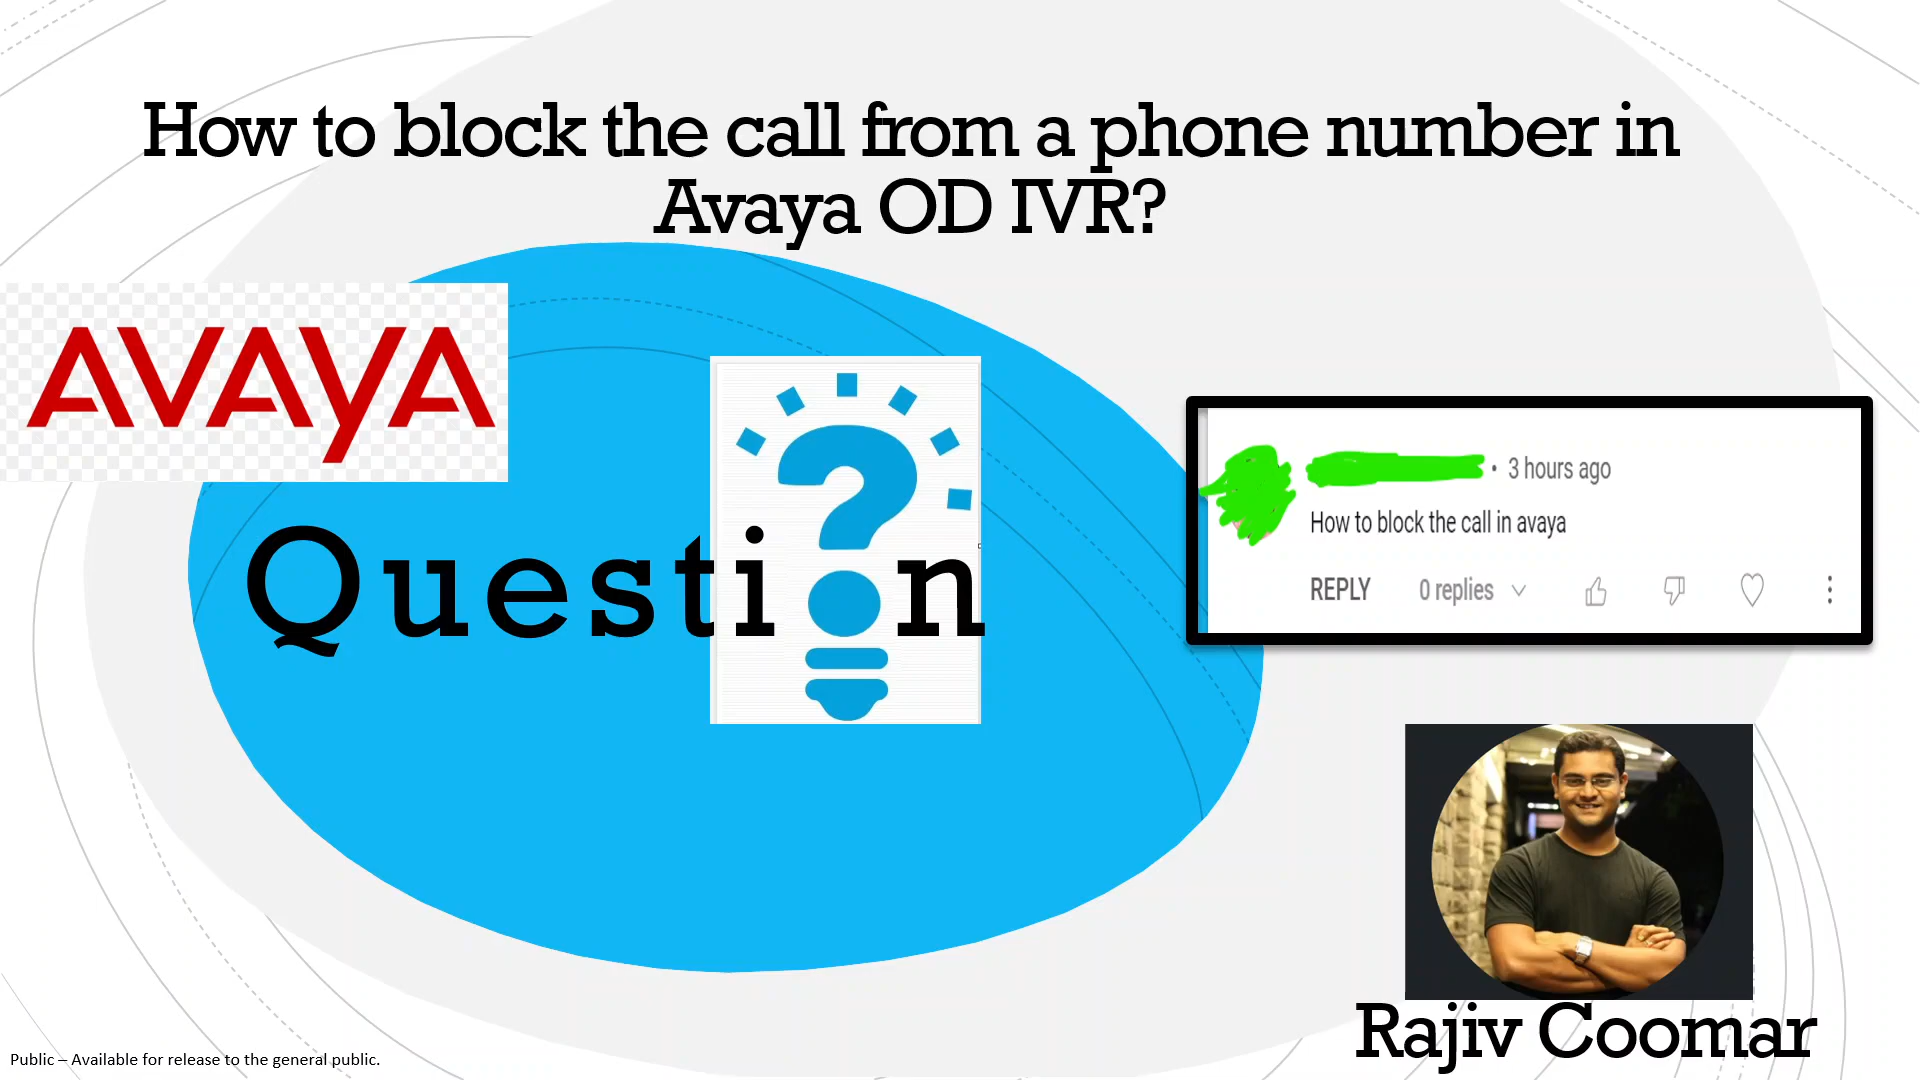 How to block the call from a phone number in
Avaya OD IVR?
AVAYA
Questi?n
• 3 hours ago
How to block the call in avaya
REPLY 0 replies
Rajiv Coomar
Public – Available for release to the general public.